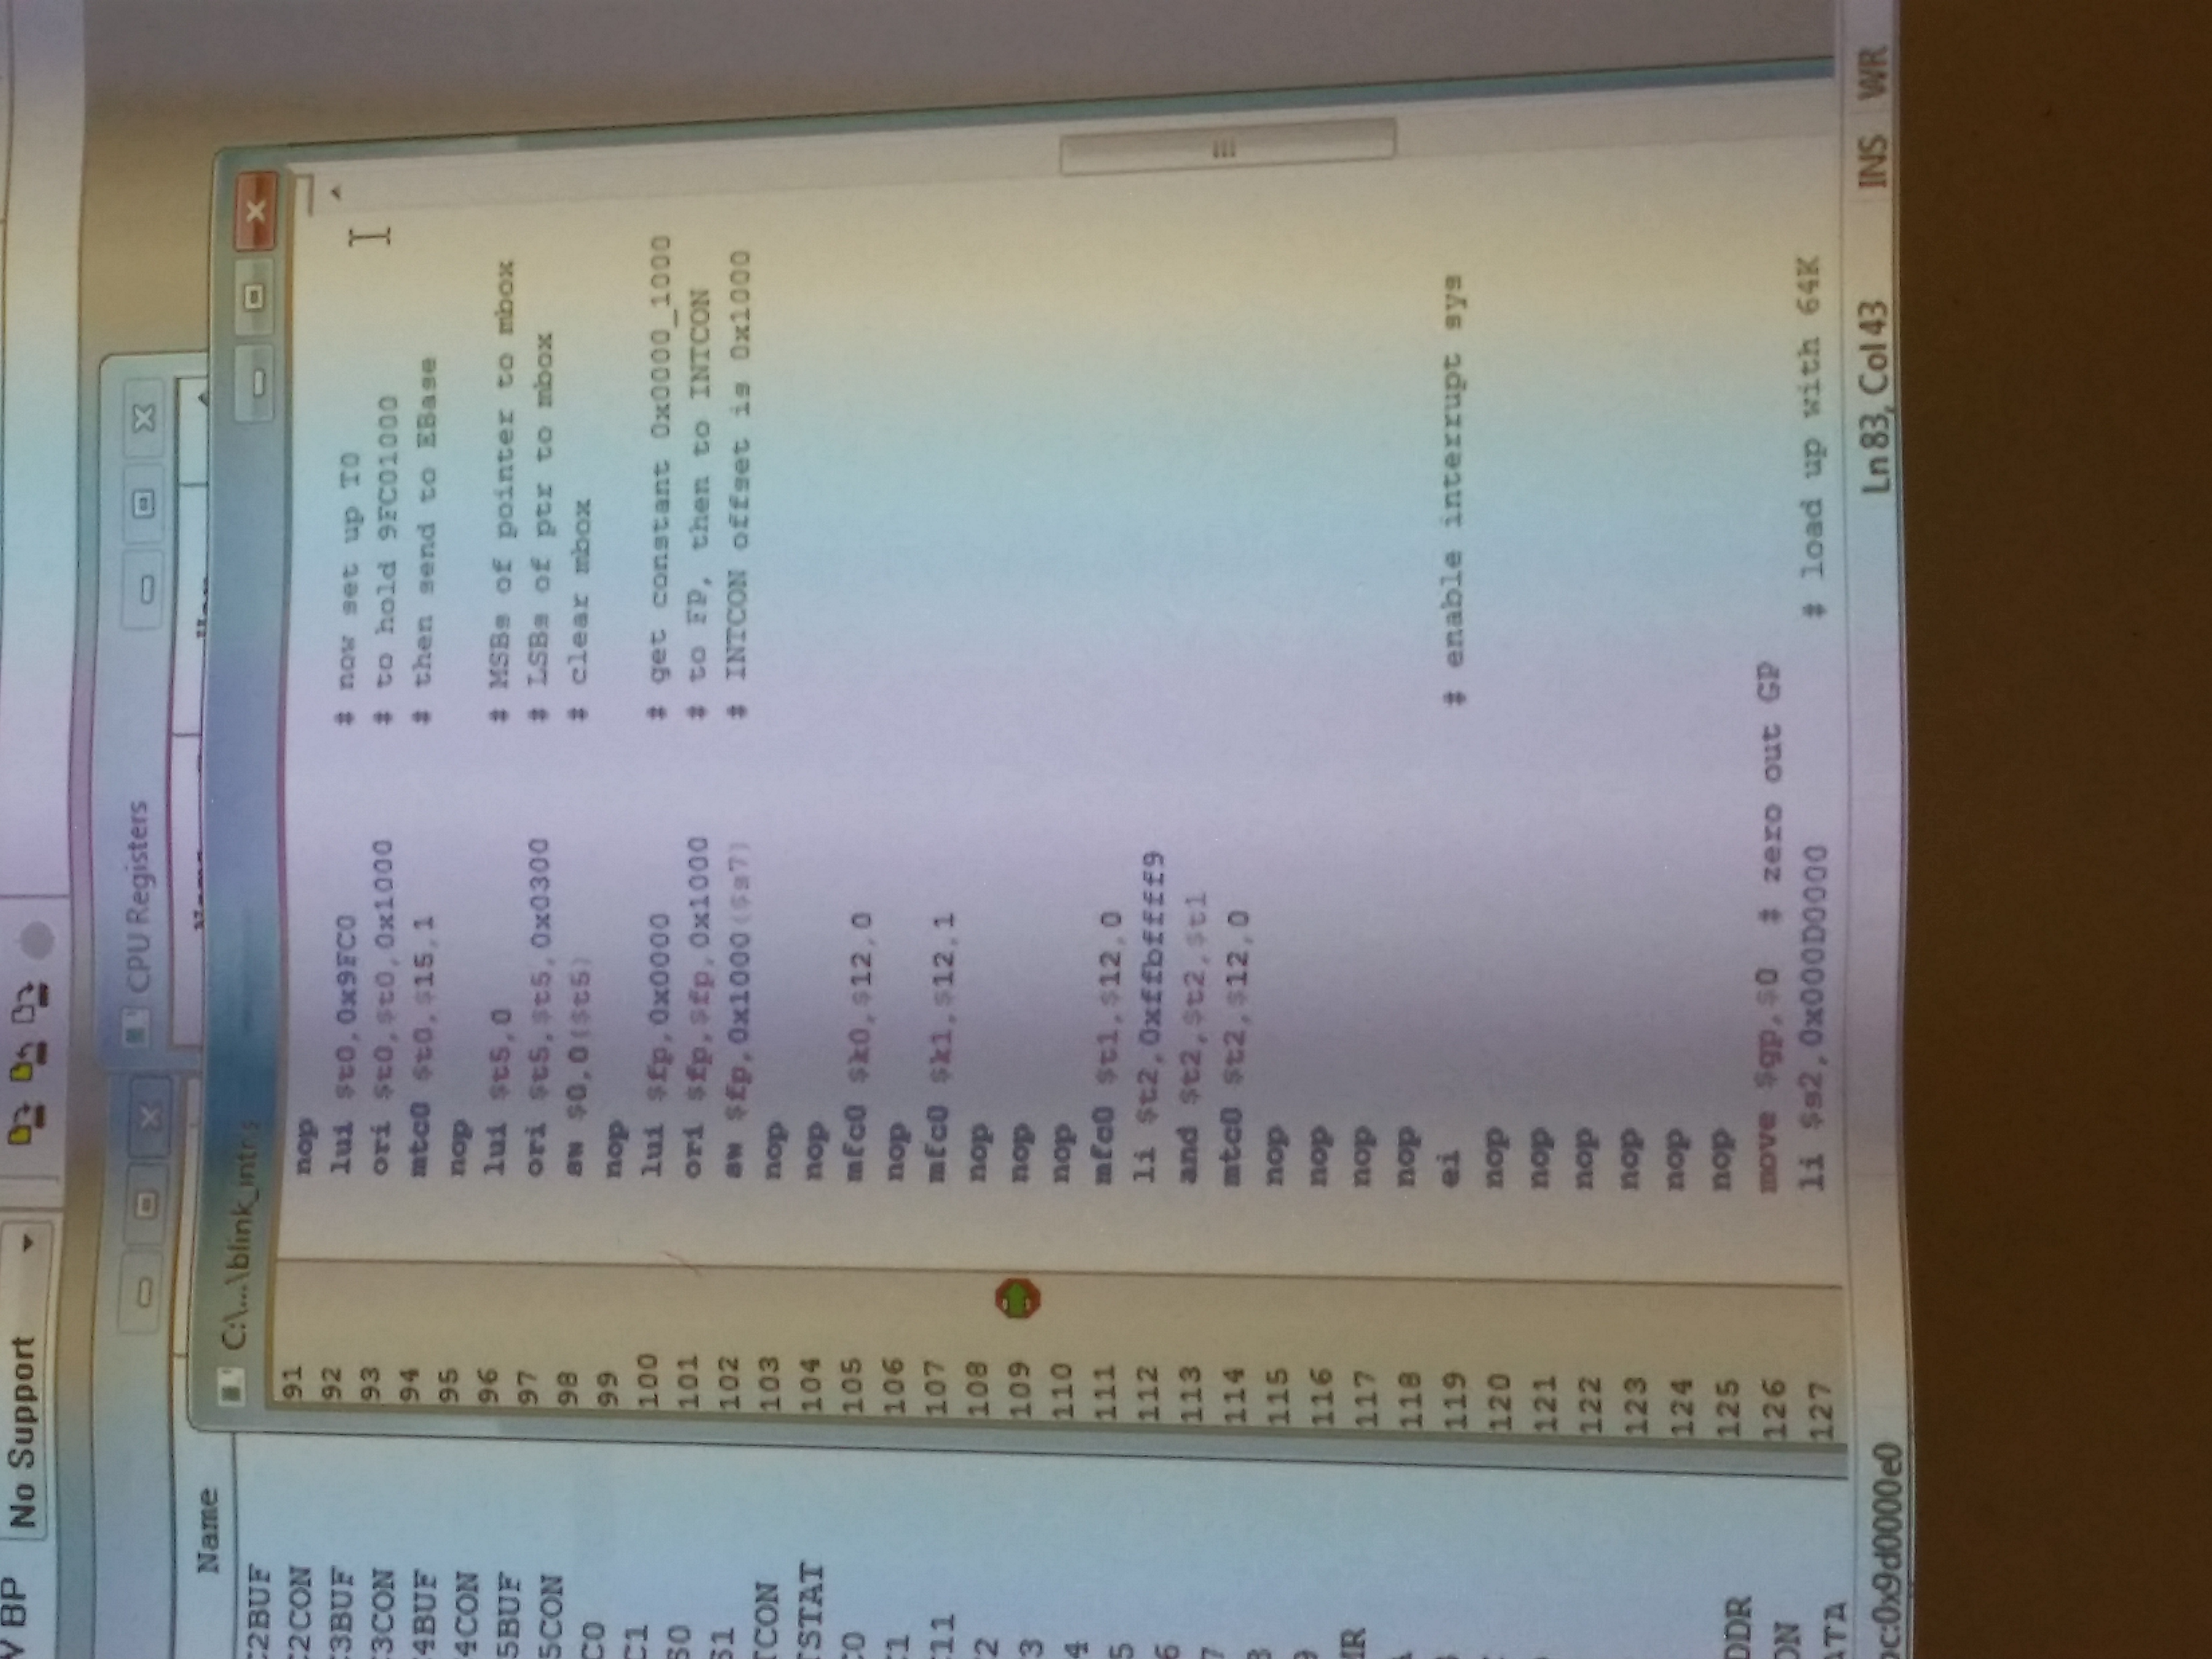 BP
No Support
CPU Registers
Name
C:\...\blink_intr.s
C2BUF
C2CON
C3BUF
C3CON
4BUF
4CON
5BUF
5CON
C0
C1
S0
S1
TCON
TSTAT
C0
C1
C11
2
3
4
5
6
7
8
9
MR
DDR
ON
ATA
91 nop
92 lui $t0,0x9FC0 # now set up T0
93 ori $t0,$t0,0x1000 # to hold 9FC01000
94 mtc0 $t0,$15,1 # then send to EBase
95 nop
96 lui $t5,0 # MSBs of pointer to mbox
97 ori $t5,$t5,0x0300 # LSBs of ptr to mbox
98 sw $0,0($t5) # clear mbox
99 nop
100 lui $fp,0x0000 # get constant 0x0000_1000
101 ori $fp,$fp,0x1000 # to FP, then to INTCON
102 sw $fp,0x1000($s7) # INTCON offset is 0x1000
103 nop
104 nop
105 mfc0 $k0,$12,0
106 nop
107 mfc0 $k1,$12,1
108 nop
109 nop
110 nop
111 mfc0 $t1,$12,0
112 li $t2,0xffbffff9
113 and $t2,$t2,$t1
114 mtc0 $t2,$12,0
115 nop
116 nop
117 nop
118 nop
119 ei # enable interrupt sys
120 nop
121 nop
122 nop
123 nop
124 nop
125 nop
126 move $gp,$0 # zero out GP
127 li $s2,0x000D0000 # load up with 64K
pc:0x9d0000e0
Ln 83, Col 43
INS
WR